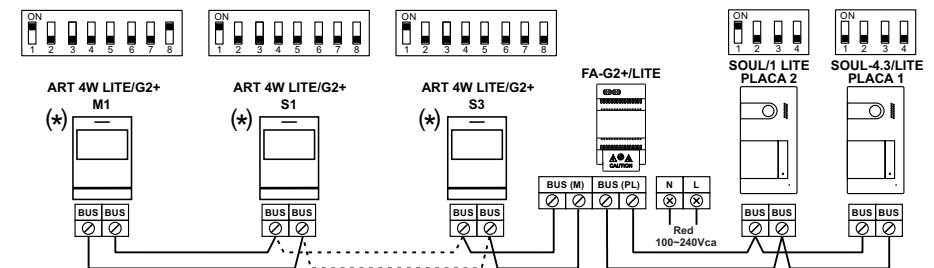 ON
1 2 3 4 5 6 7 8
ON
1 2 3 4 5 6 7 8
ON
1 2 3 4 5 6 7 8
ON
1 2 3 4
ON
1 2 3 4
ART 4W LITE/G2+
M1
(*)
ART 4W LITE/G2+
S1
(*)
ART 4W LITE/G2+
S3
(*)
FA-G2+/LITE
CAUTION
SOUL/1 LITE
PLACA 2
SOUL-4.3/LITE
PLACA 1
BUS BUS
BUS BUS
BUS BUS
BUS (M) BUS (PL)
N L
Red
100~240Vca
BUS BUS
BUS BUS